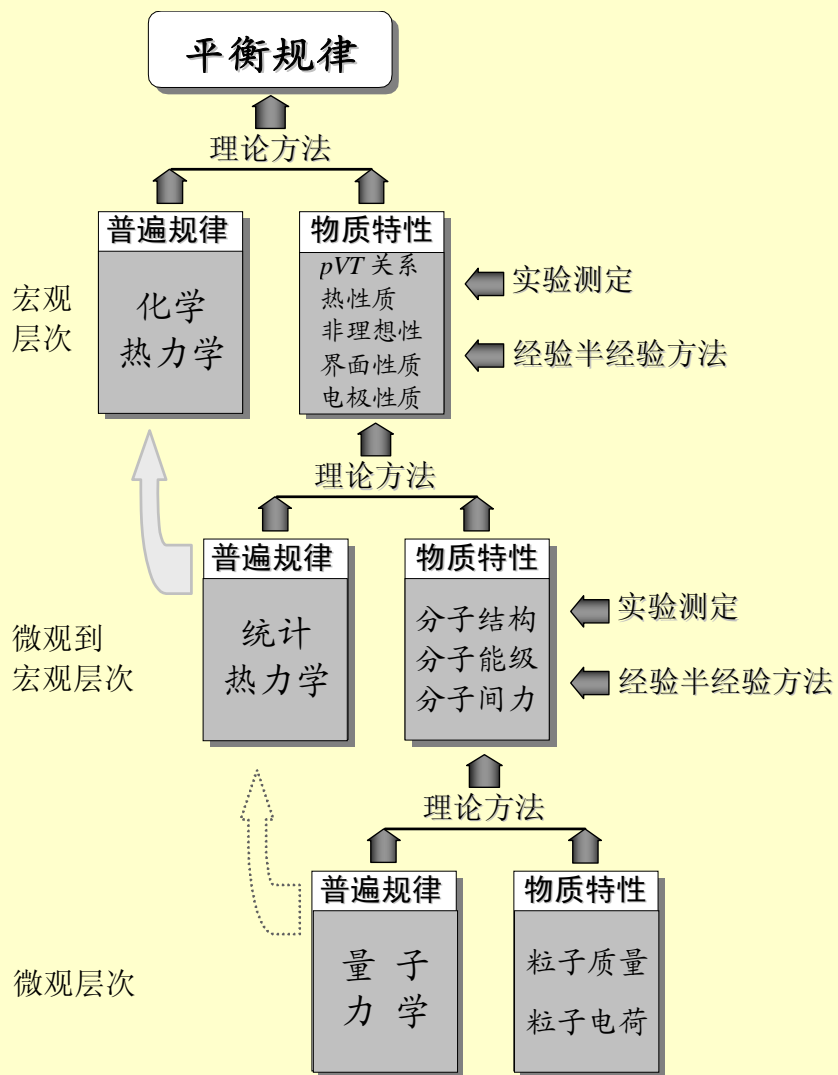 平衡规律
理论方法
普遍规律
物质特性
宏观
层次
化学
热力学
pVT 关系
热性质
非理想性
界面性质
电极性质
实验测定
经验半经验方法
理论方法
普遍规律
物质特性
微观到
宏观层次
统计
热力学
分子结构
分子能级
分子间力
实验测定
经验半经验方法
理论方法
普遍规律
物质特性
微观层次
量 子
力 学
粒子质量
粒子电荷